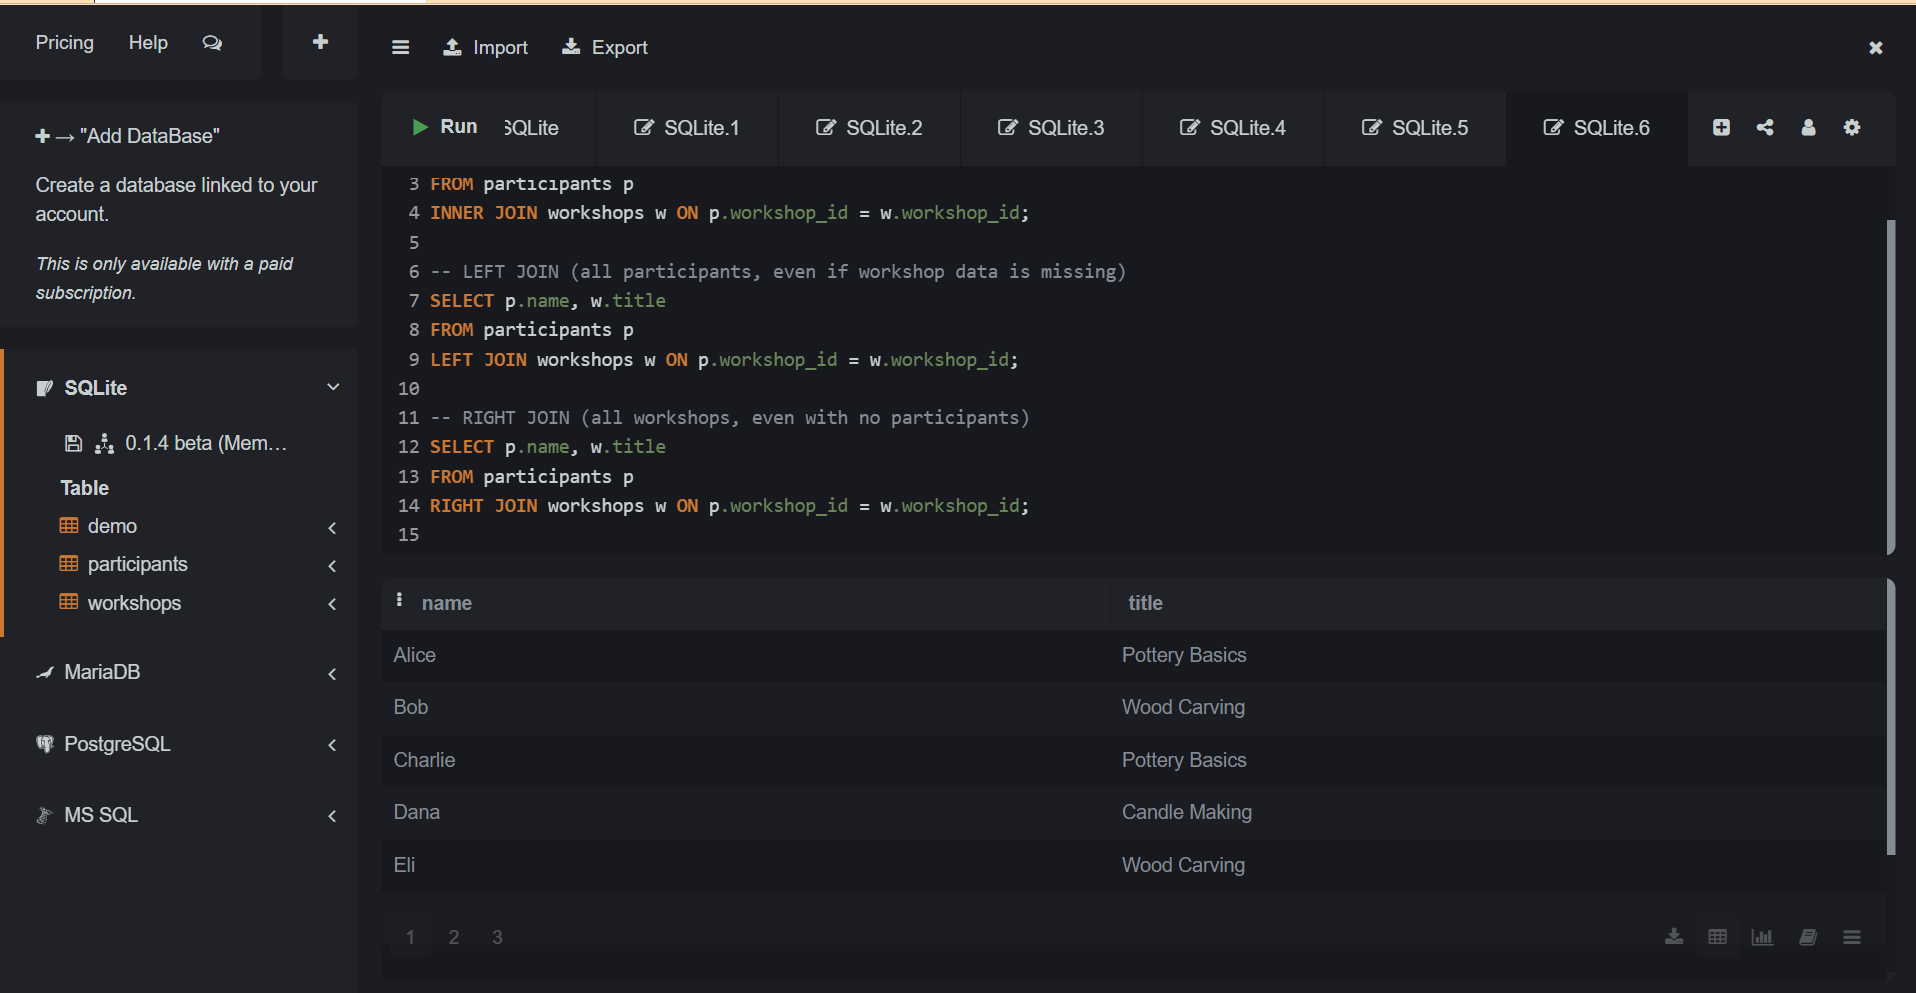 Pricing Help
Import Export
+ → "Add DataBase"
Create a database linked to your
account.
This is only available with a paid
subscription.
SQLite
0.1.4 beta (Mem...
Table
demo
participants
workshops
MariaDB
PostgreSQL
MS SQL
Run SQLite SQLite.1 SQLite.2 SQLite.3 SQLite.4 SQLite.5 SQLite.6
3 FROM participants p
4 INNER JOIN workshops w ON p.workshop_id = w.workshop_id;
5
6 -- LEFT JOIN (all participants, even if workshop data is missing)
7 SELECT p.name, w.title
8 FROM participants p
9 LEFT JOIN workshops w ON p.workshop_id = w.workshop_id;
10
11 -- RIGHT JOIN (all workshops, even with no participants)
12 SELECT p.name, w.title
13 FROM participants p
14 RIGHT JOIN workshops w ON p.workshop_id = w.workshop_id;
15
name title
Alice Pottery Basics
Bob Wood Carving
Charlie Pottery Basics
Dana Candle Making
Eli Wood Carving
1 2 3